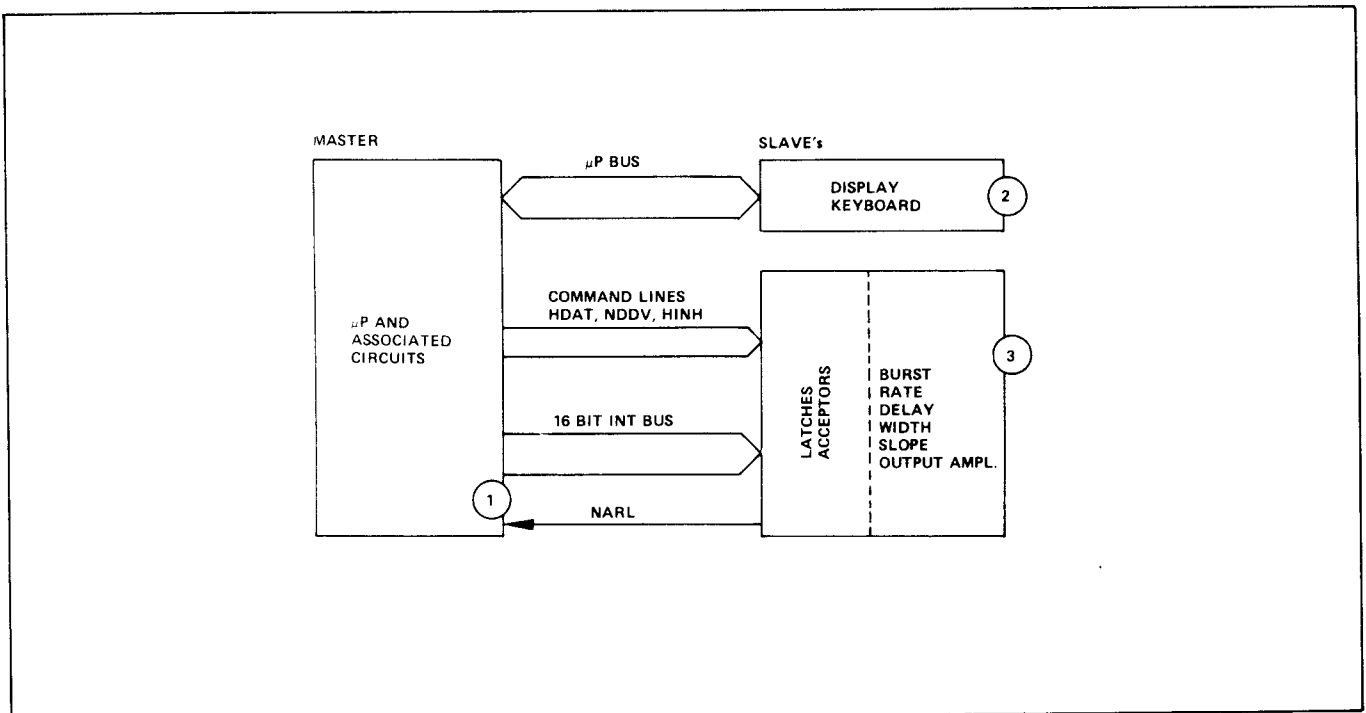 MASTER
SLAVE's
μP BUS
DISPLAY
KEYBOARD
2
COMMAND LINES
HDAT, NDDV, HINH
μP AND
ASSOCIATED
CIRCUITS
3
LATCHES
ACCEPTORS
BURST
RATE
DELAY
WIDTH
SLOPE
OUTPUT AMPL.
16 BIT INT BUS
1
NARL